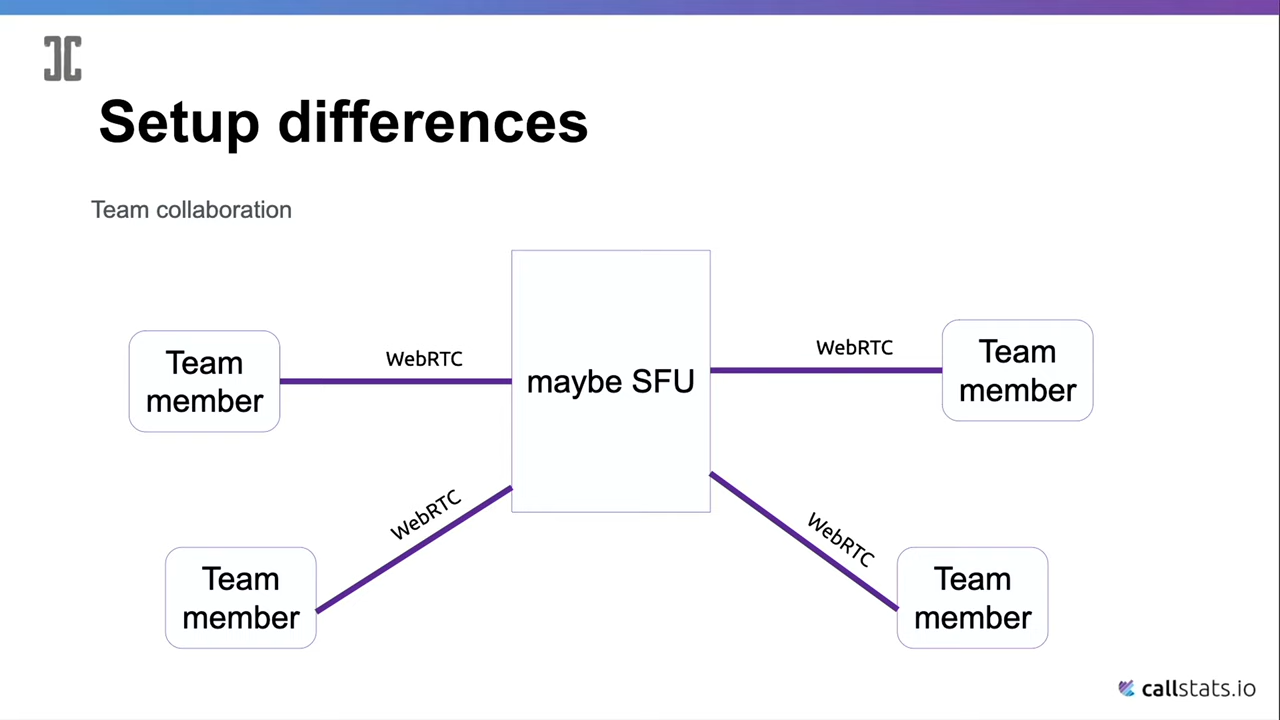 Setup differences
Team collaboration
Team
member
WebRTC
maybe SFU
WebRTC
Team
member
WebRTC
WebRTC
Team
member
Team
member
callstats.io